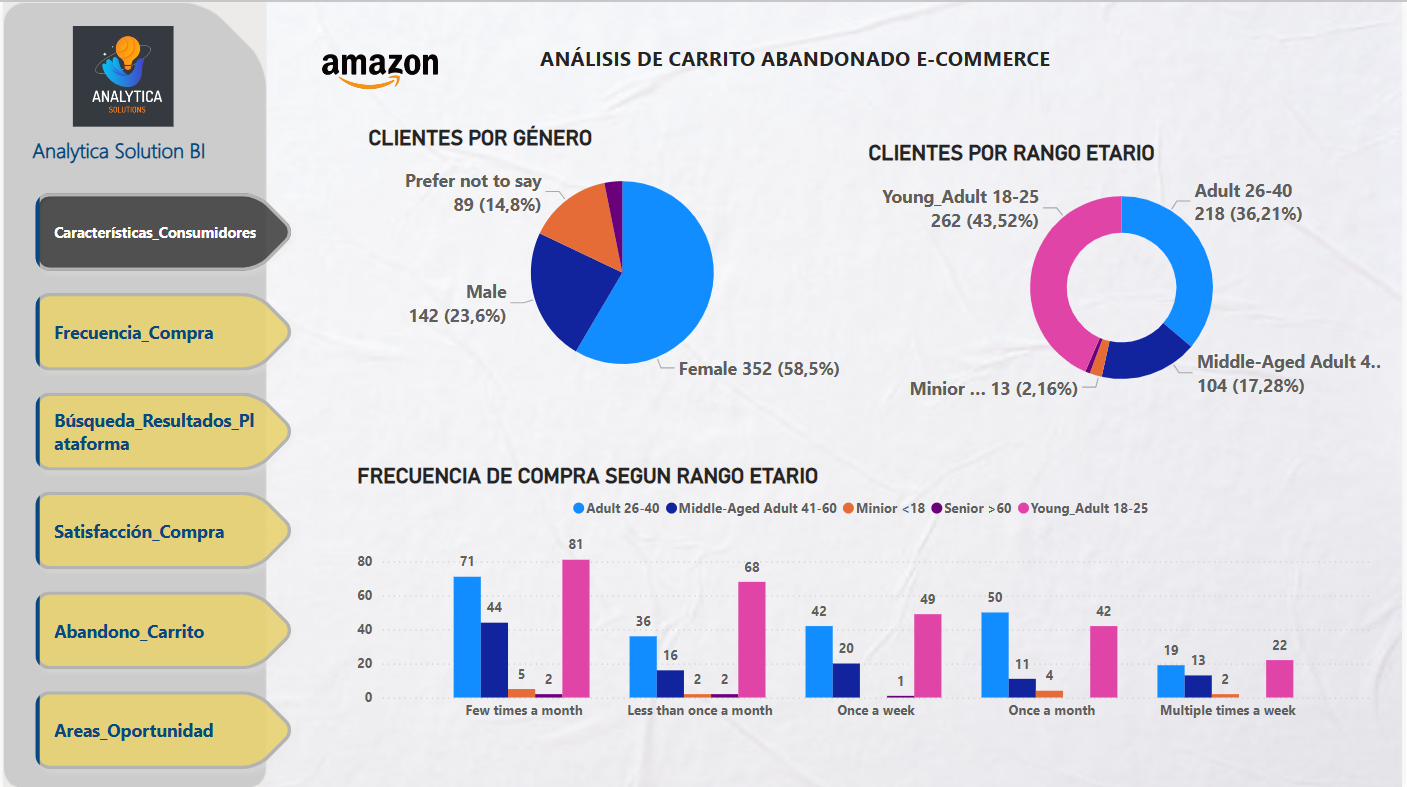 ANALYTICA
SOLUTIONS
Analytica Solution BI
Características_Consumidores
Frecuencia_Compra
Búsqueda_Resultados_Pl
ataforma
Satisfacción_Compra
Abandono_Carrito
Areas_Oportunidad
amazon
ANÁLISIS DE CARRITO ABANDONADO E-COMMERCE
CLIENTES POR GÉNERO
Prefer not to say
89 (14,8%)
Male
142 (23,6%)
Female 352 (58,5%)
CLIENTES POR RANGO ETARIO
Young_Adult 18-25
262 (43,52%)
Adult 26-40
218 (36,21%)
Middle-Aged Adult 4..
104 (17,28%)
Minior ... 13 (2,16%)
FRECUENCIA DE COMPRA SEGUN RANGO ETARIO
Adult 26-40 Middle-Aged Adult 41-60 Minior <18 Senior >60 Young_Adult 18-25
80
60
40
20
0
71 44 5 2 81
36 16 2 2 68
42 20 1 49
50 11 4 42
19 13 2 22
Few times a month
Less than once a month
Once a week
Once a month
Multiple times a week